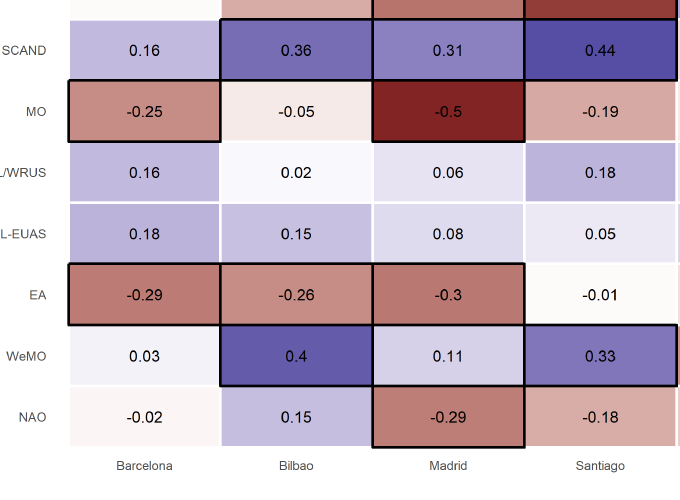 SCAND 0.16 0.36 0.31 0.44
MO -0.25 -0.05 -0.5 -0.19
L/WRUS 0.16 0.02 0.06 0.18
L-EUAS 0.18 0.15 0.08 0.05
EA -0.29 -0.26 -0.3 -0.01
WeMO 0.03 0.4 0.11 0.33
NAO -0.02 0.15 -0.29 -0.18
Barcelona Bilbao Madrid Santiago